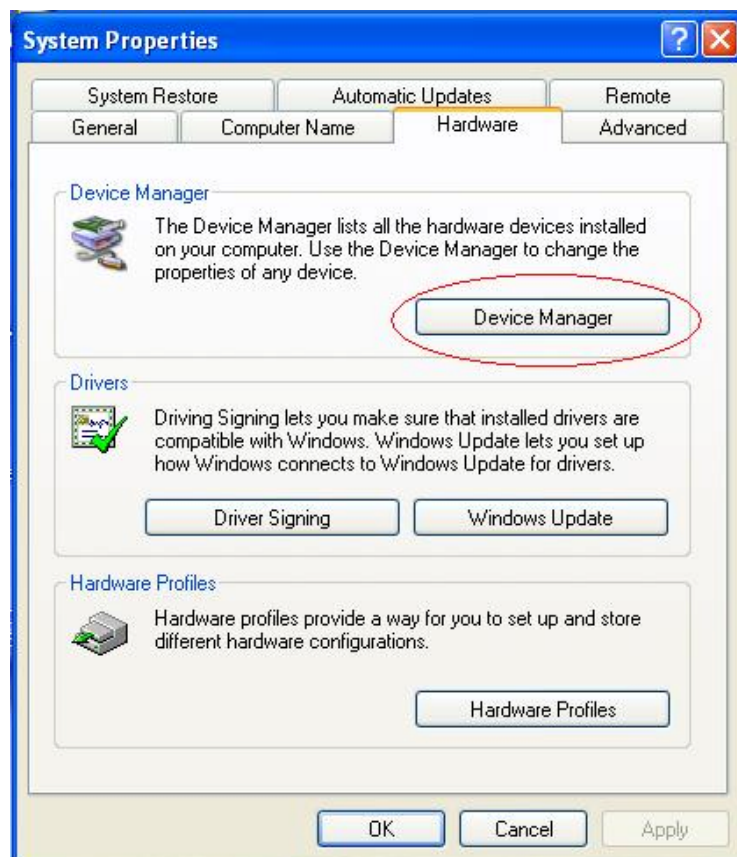 System Properties
System Restore
Automatic Updates
Remote
General
Computer Name
Hardware
Advanced
Device Manager
The Device Manager lists all the hardware devices installed
on your computer. Use the Device Manager to change the
properties of any device.
Device Manager
Drivers
Driving Signing lets you make sure that installed drivers are
compatible with Windows. Windows Update lets you set up
how Windows connects to Windows Update for drivers.
Driver Signing
Windows Update
Hardware Profiles
Hardware profiles provide a way for you to set up and store
different hardware configurations.
Hardware Profiles
OK
Cancel
Apply